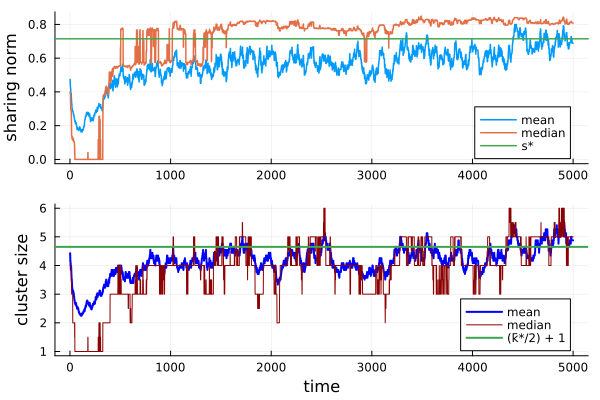 sharing norm
0.8
0.6
0.4
0.2
0.0
0 1000 2000 3000 4000 5000
mean
median
s*
cluster size
6
5
4
3
2
1
0 1000 2000 3000 4000 5000
mean
median
(k*/2) + 1
time